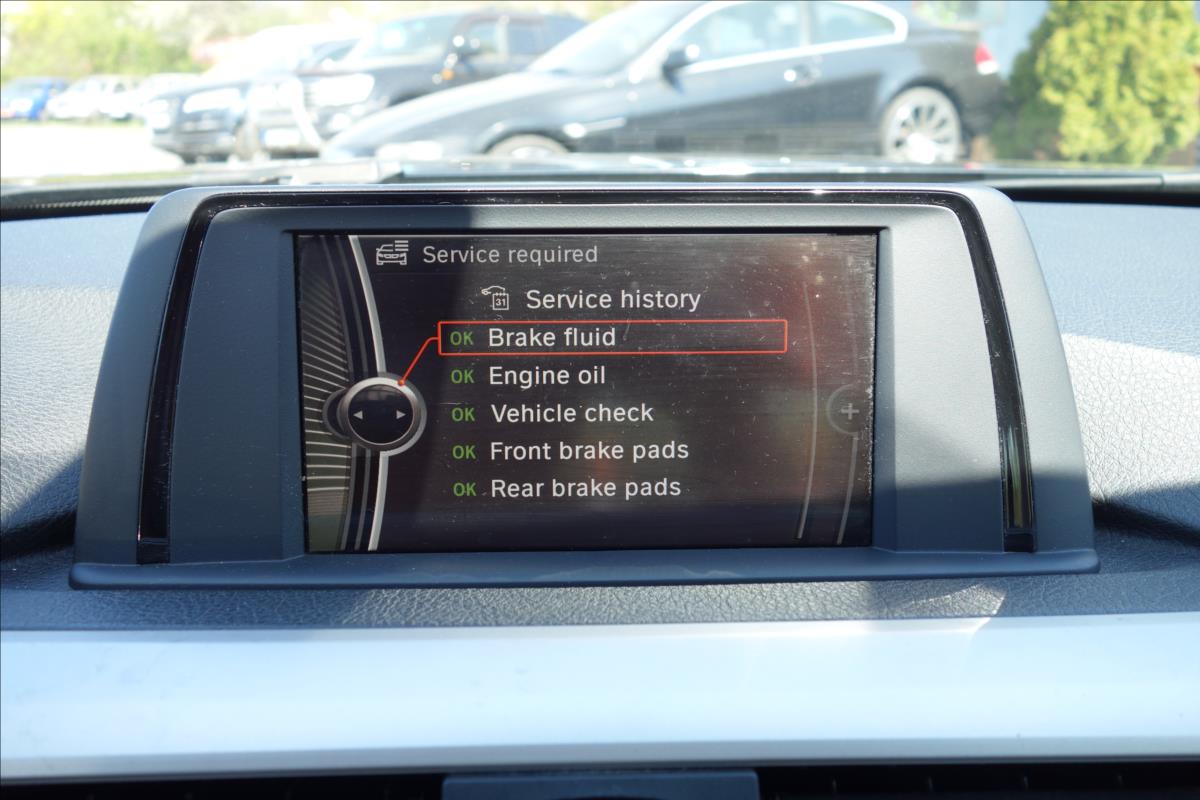 Service required
31 Service history
OK Brake fluid
OK Engine oil
OK Vehicle check
OK Front brake pads
OK Rear brake pads